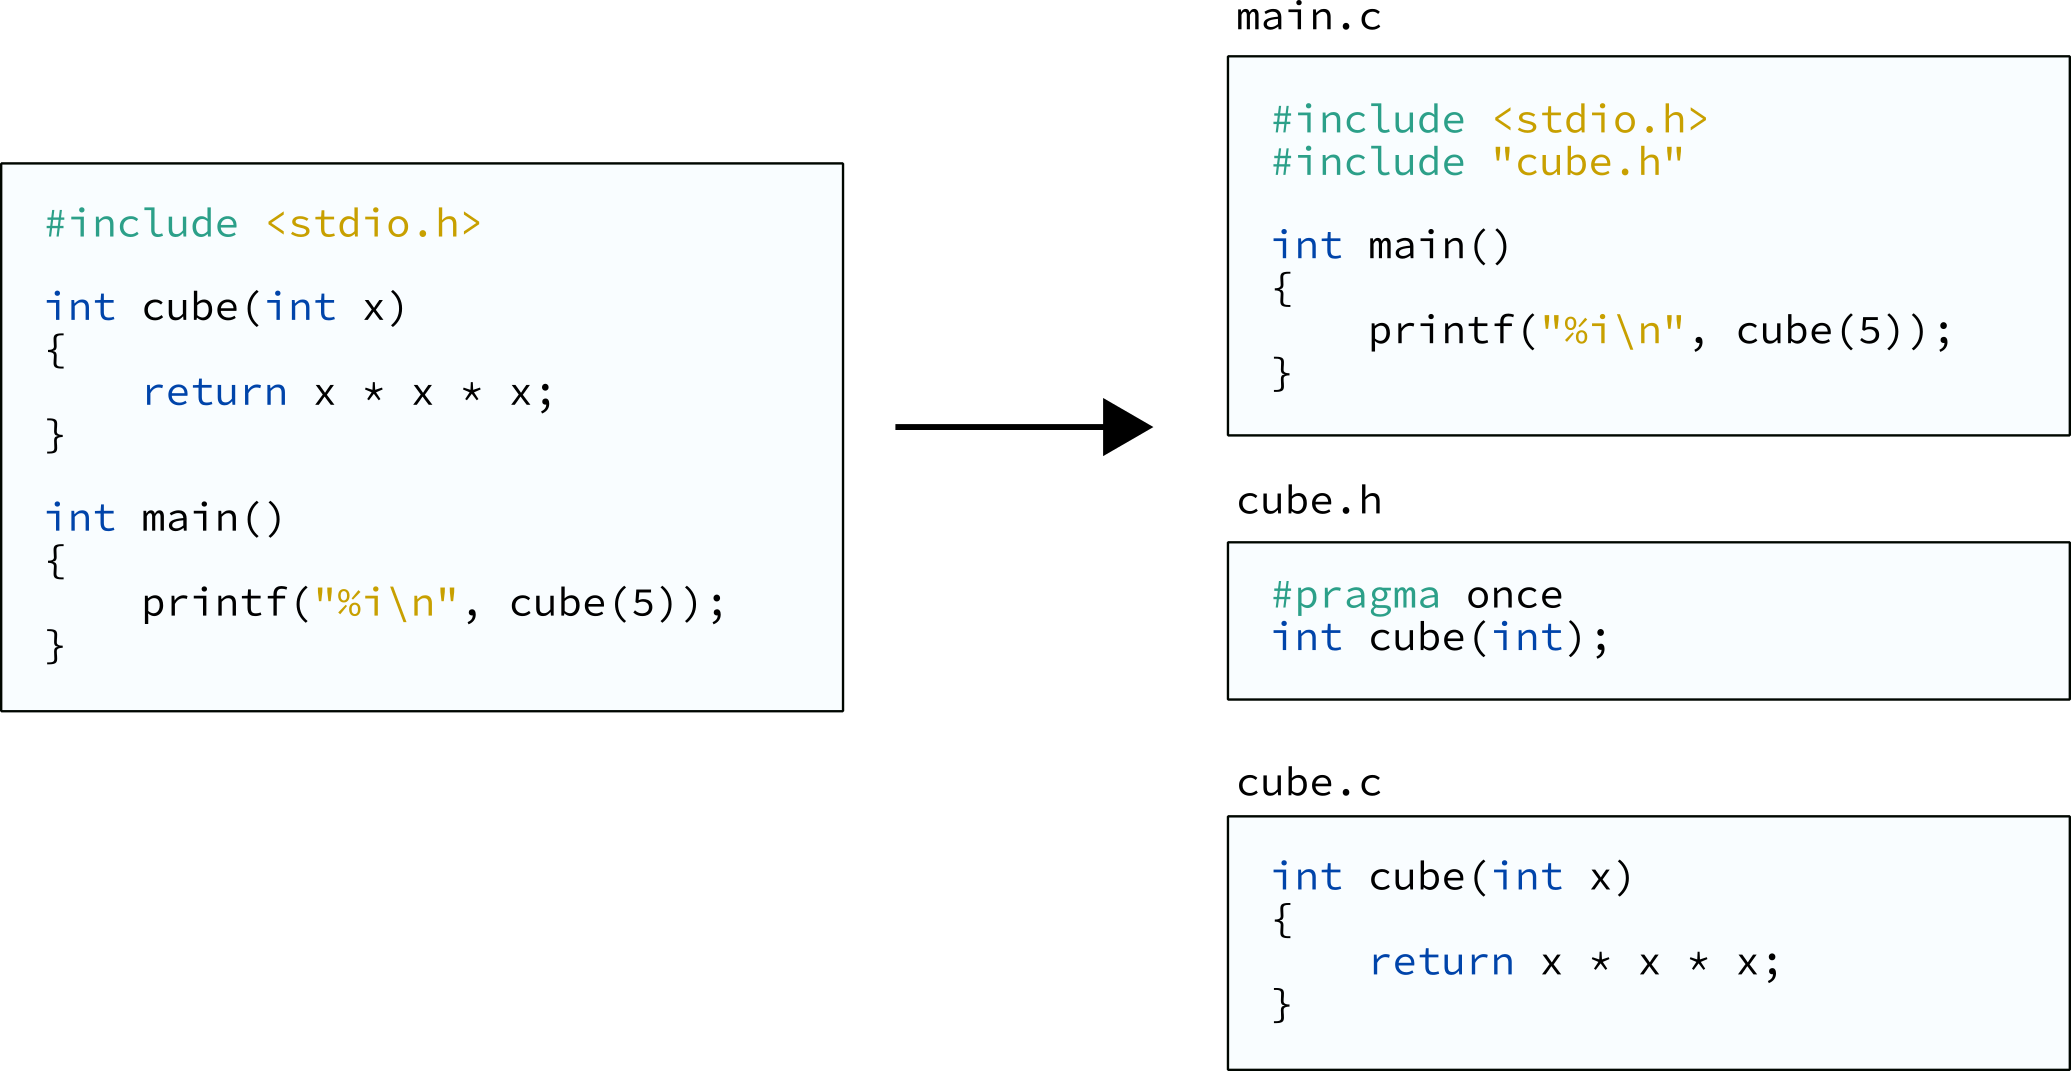 #include <stdio.h>
int cube(int x)
{
    return x * x * x;
}
int main()
{
    printf("%i\n", cube(5));
}
main.c
#include <stdio.h>
#include "cube.h"
int main()
{
    printf("%i\n", cube(5));
}
cube.h
#pragma once
int cube(int);
cube.c
int cube(int x)
{
    return x * x * x;
}